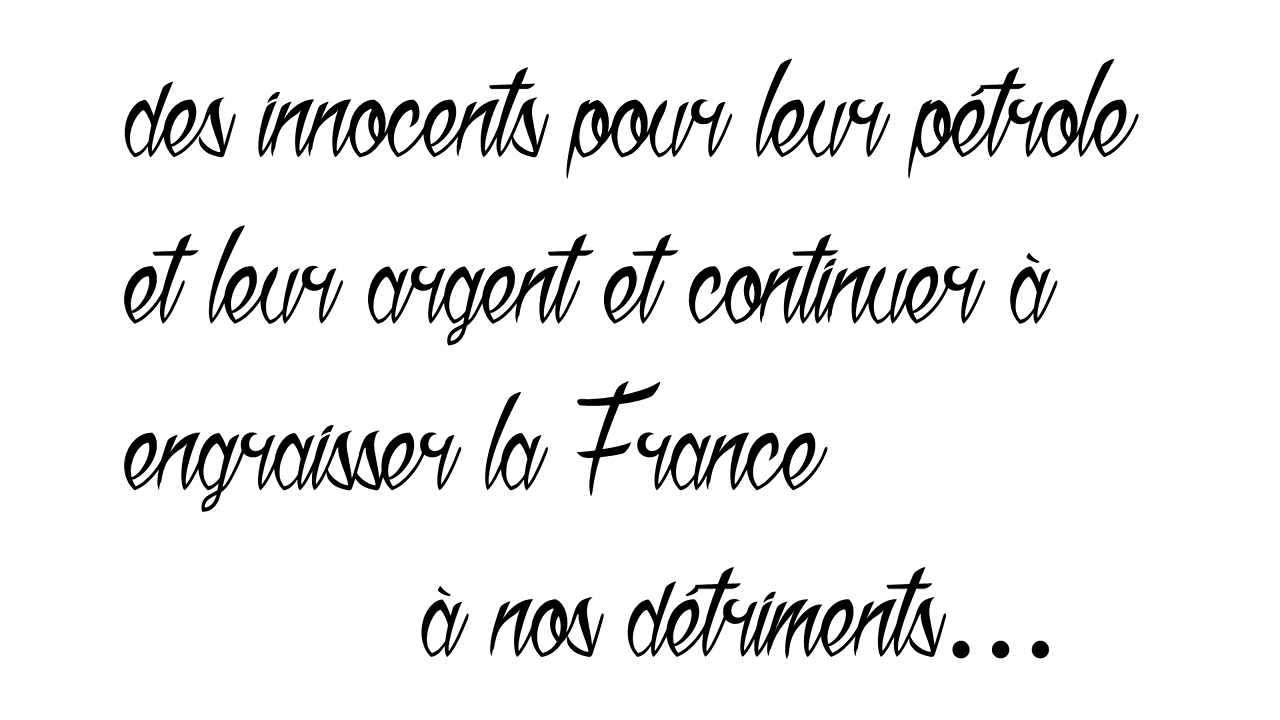 des innocents pour leur pétrole
et leur argent et continuer à
engraisser la France
à nos détriments...